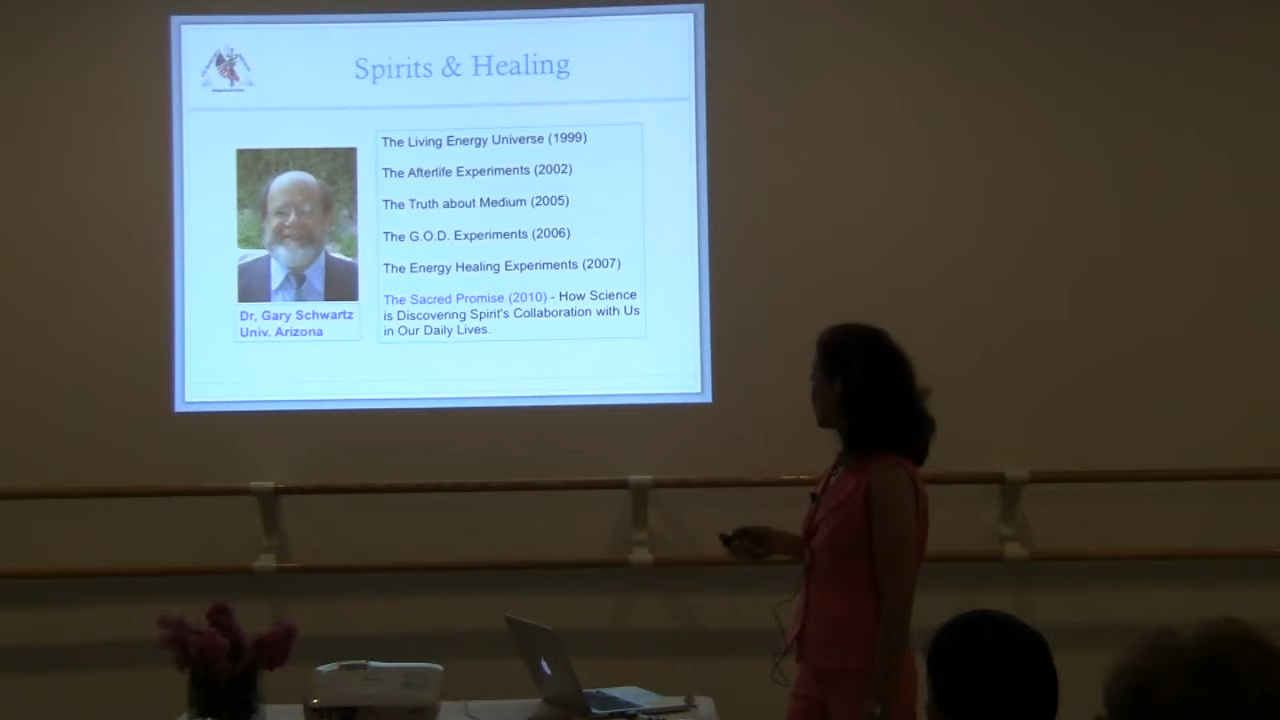 Spirits & Healing
The Living Energy Universe (1999)
The Afterlife Experiments (2002)
The Truth about Medium (2005)
The G.O.D. Experiments (2006)
The Energy Healing Experiments (2007)
The Sacred Promise (2010) - How Science
is Discovering Spirit's Collaboration with Us
in Our Daily Lives.
Dr, Gary Schwartz
Univ. Arizona